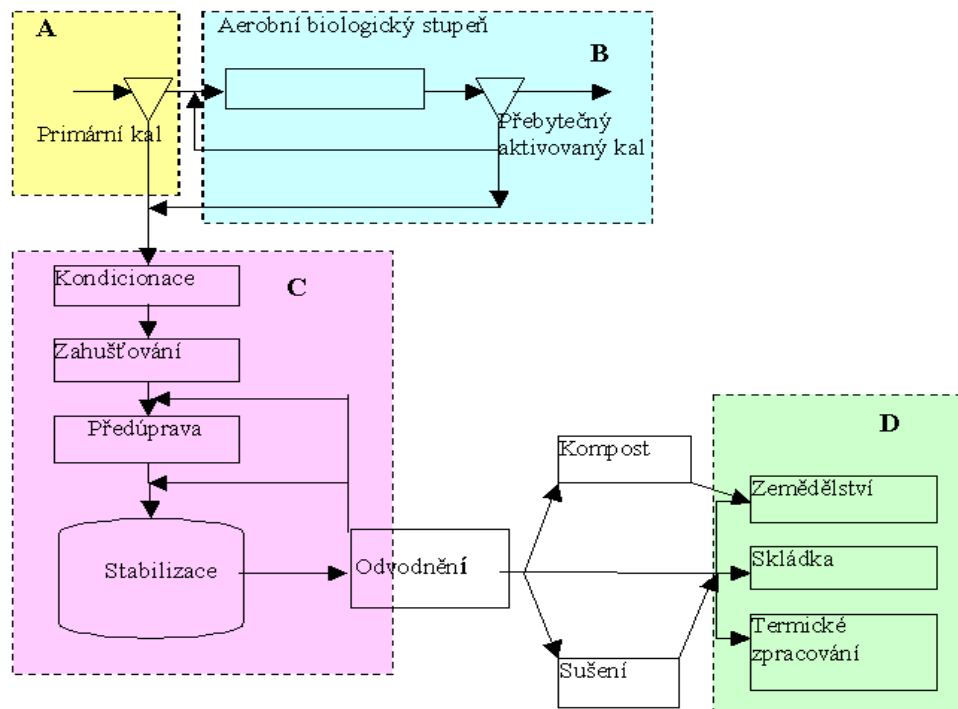 A
Aerobní biologický stupeň
B
Primární kal
Přebytečný
aktivovaný kal
Kondicionace
C
Zahušťování
Předúprava
Stabilizace
Odvodnění
Kompost
Sušení
D
Zemědělství
Skládka
Termické
zpracování